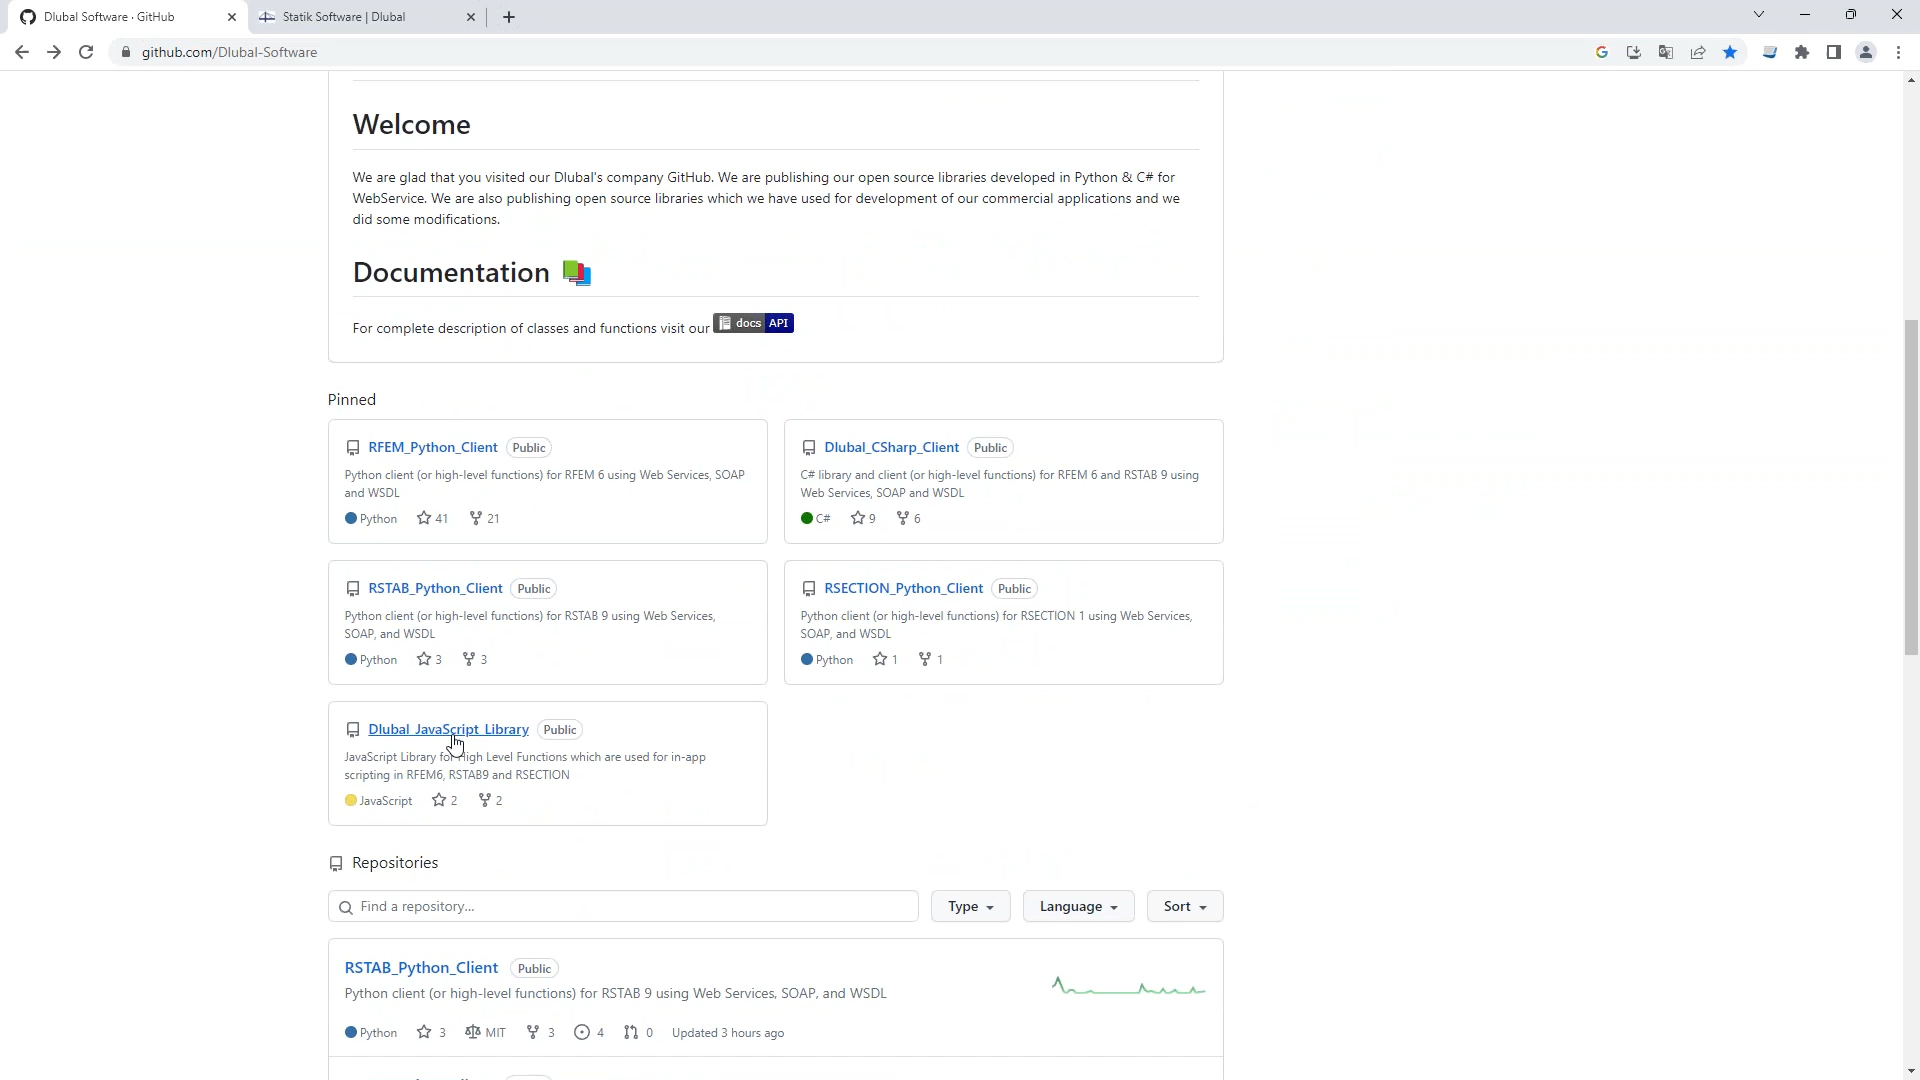 Dlubal Software · GitHub
Statik Software | Dlubal
github.com/Dlubal-Software
Welcome
We are glad that you visited our Dlubal's company GitHub. We are publishing our open source libraries developed in Python & C# for
WebService. We are also publishing open source libraries which we have used for development of our commercial applications and we
did some modifications.
Documentation
For complete description of classes and functions visit our docs API
Pinned
RFEM_Python_Client Public
Python client (or high-level functions) for RFEM 6 using Web Services, SOAP
and WSDL
Python 41 21
Dlubal_CSharp_Client Public
C# library and client (or high-level functions) for RFEM 6 and RSTAB 9 using
Web Services, SOAP and WSDL
C# 9 6
RSTAB_Python_Client Public
Python client (or high-level functions) for RSTAB 9 using Web Services,
SOAP, and WSDL
Python 3 3
RSECTION_Python_Client Public
Python client (or high-level functions) for RSECTION 1 using Web Services,
SOAP, and WSDL
Python 1 1
Dlubal_JavaScript_Library Public
JavaScript Library for High Level Functions which are used for in-app
scripting in RFEM6, RSTAB9 and RSECTION
JavaScript 2 2
Repositories
Find a repository...
Type
Language
Sort
RSTAB_Python_Client Public
Python client (or high-level functions) for RSTAB 9 using Web Services, SOAP, and WSDL
Python 3 MIT 3 4 0 Updated 3 hours ago